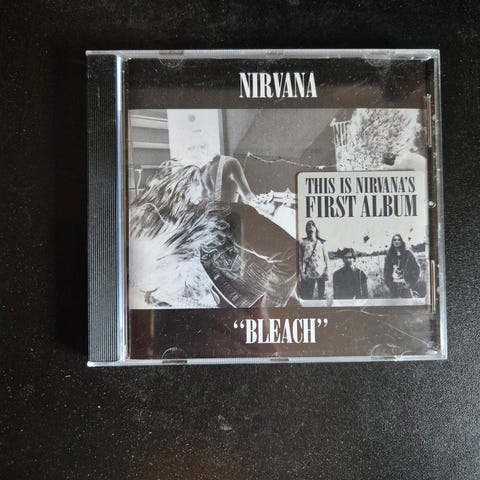 NIRVANA
THIS IS NIRVANA'S
FIRST ALBUM
“BLEACH”